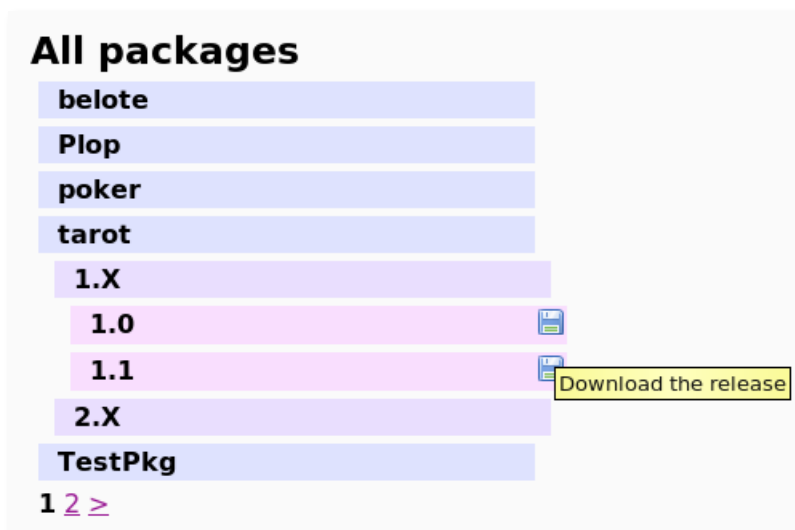 All packages
belote
Plop
poker
tarot
1.X
1.0
1.1
Download the release
2.X
TestPkg
1 2 >